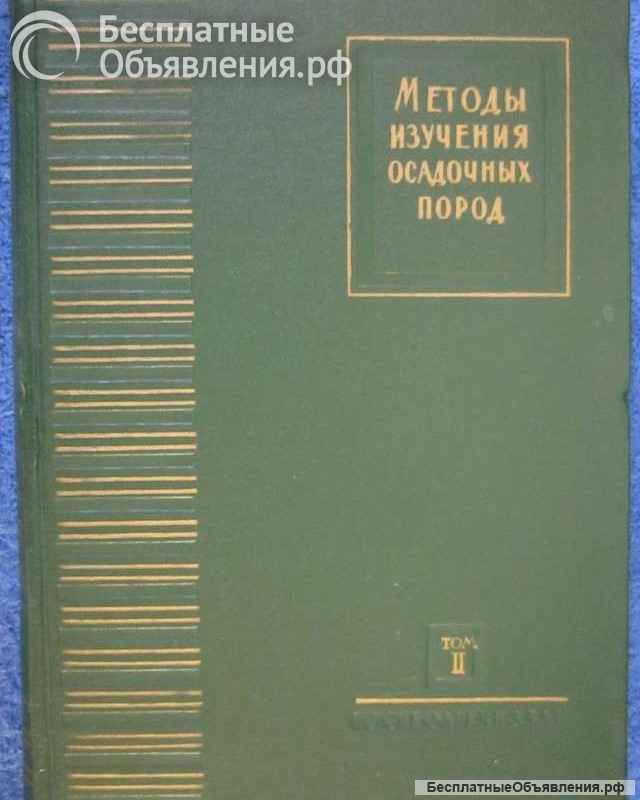 Бесплатные
Объявления.рф
МЕТОДЫ
ИЗУЧЕНИЯ
ОСАДОЧНЫХ
ПОРОД
ТОМ
II
БесплатныеОбъявления.рф